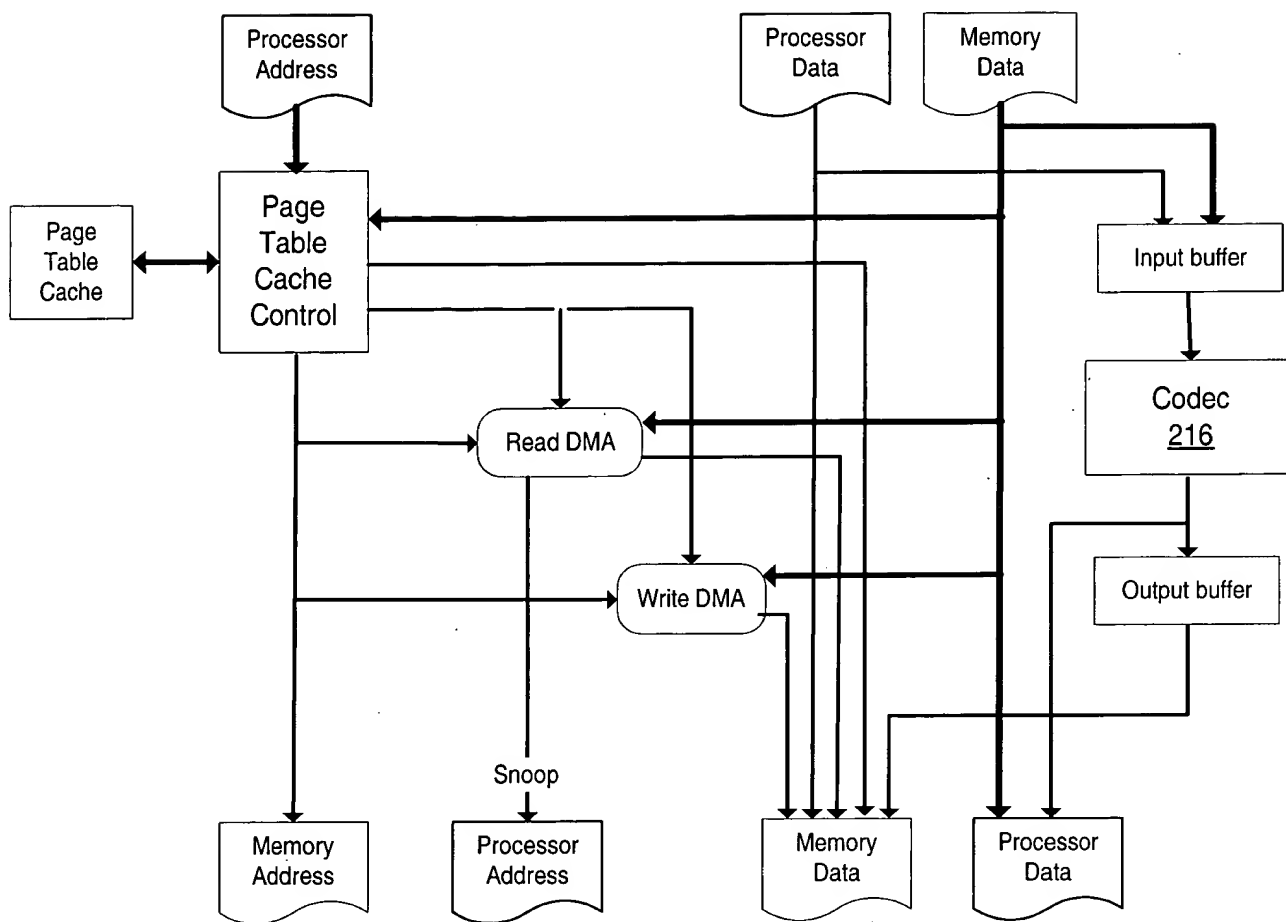 Processor
Address
Processor
Data
Memory
Data
Page
Table
Cache
Control
Page
Table
Cache
Input buffer
Codec
216
Read DMA
Write DMA
Output buffer
Snoop
Memory
Address
Processor
Address
Memory
Data
Processor
Data